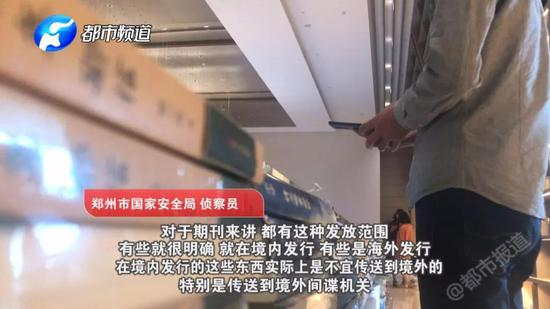 都市频道
郑州市国家安全局 侦察员
对于期刊来讲 都有这种发放范围
有些就很明确 就在境内发行 有些是海外发行
在境内发行的这些东西实际上是不宜传送到境外的
特别是传送到境外间谍机关
@都市报道